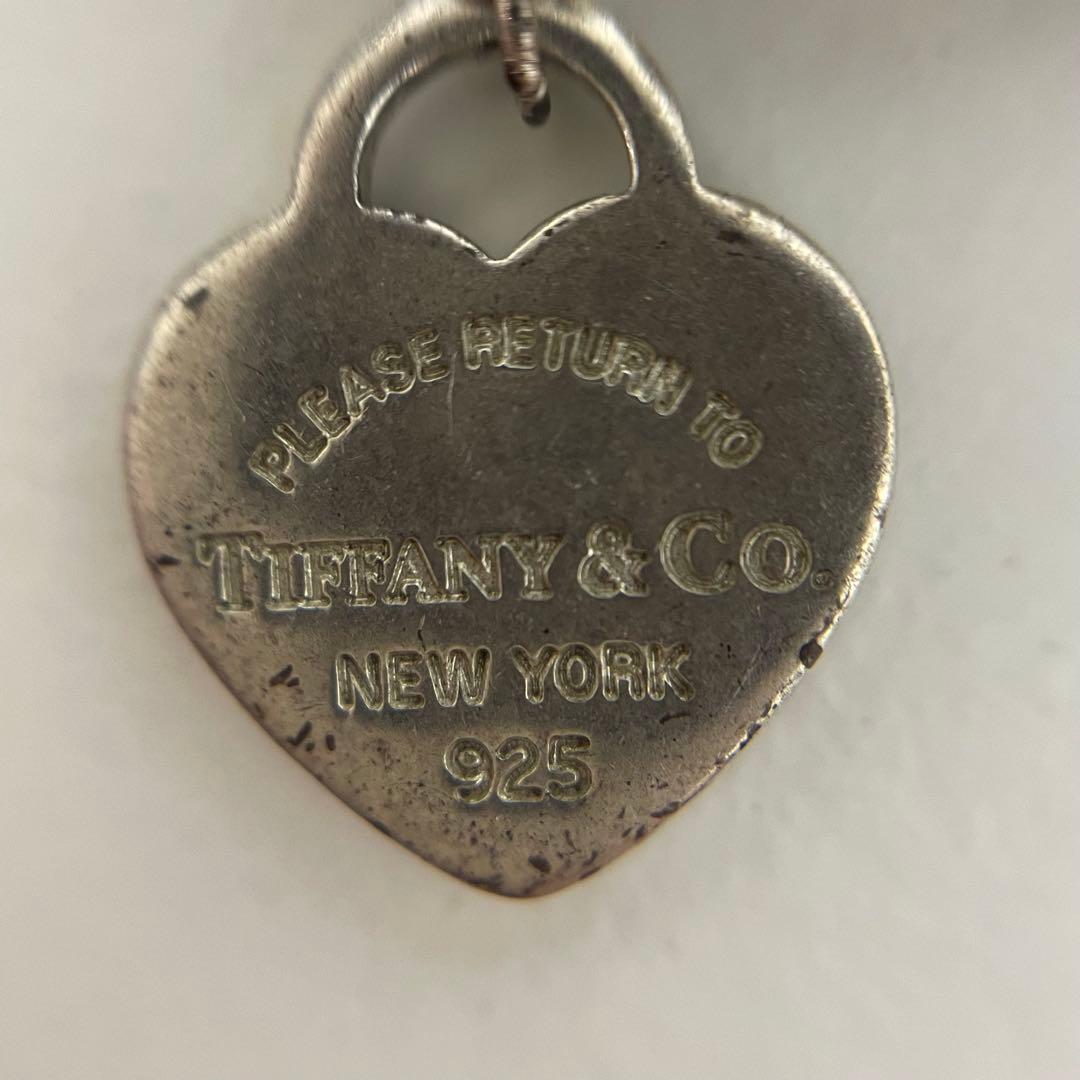 PLEASE RETURN TO
TIFFANY & CO.
NEW YORK
925